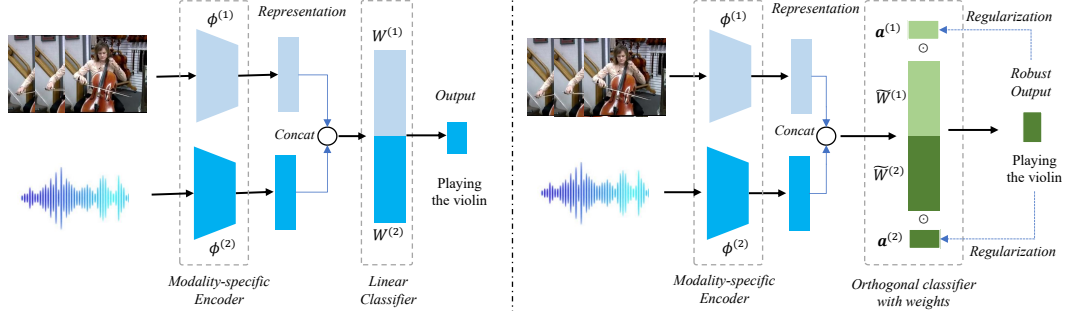 Representation
ϕ⁽¹⁾
W⁽¹⁾
Output
Concat
Playing
the violin
ϕ⁽²⁾
W⁽²⁾
Modality-specific
Encoder
Linear
Classifier
Representation
ϕ⁽¹⁾
a⁽¹⁾
Regularization
⊙
W̃⁽¹⁾
Robust
Output
Concat
W̃⁽²⁾
Playing
the violin
⊙
ϕ⁽²⁾
a⁽²⁾
Regularization
Modality-specific
Encoder
Orthogonal classifier
with weights